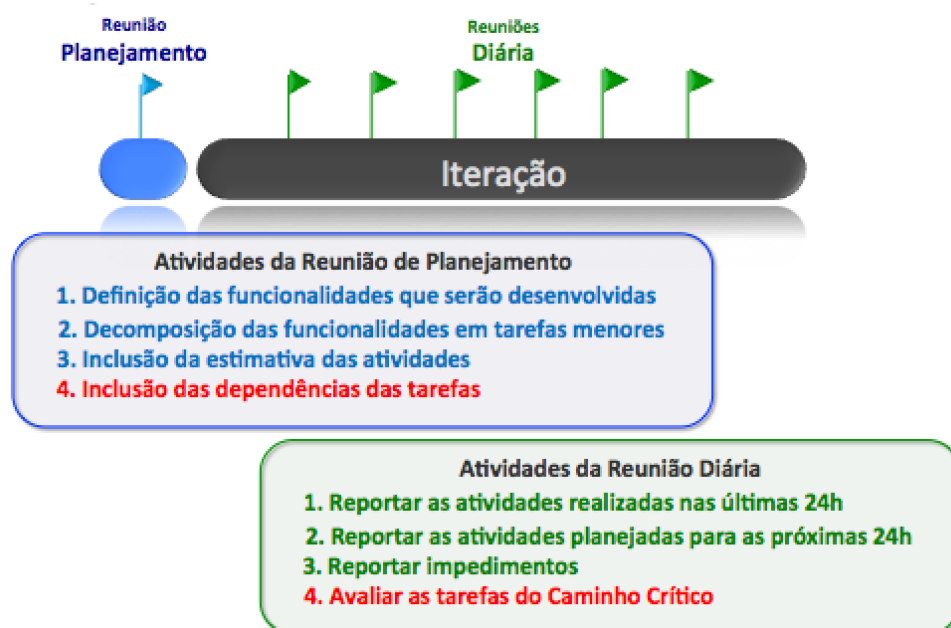 Reunião
Planejamento
Reuniões
Diária
Iteração
Atividades da Reunião de Planejamento
1. Definição das funcionalidades que serão desenvolvidas
2. Decomposição das funcionalidades em tarefas menores
3. Inclusão da estimativa das atividades
4. Inclusão das dependências das tarefas
Atividades da Reunião Diária
1. Reportar as atividades realizadas nas últimas 24h
2. Reportar as atividades planejadas para as próximas 24h
3. Reportar impedimentos
4. Avaliar as tarefas do Caminho Crítico